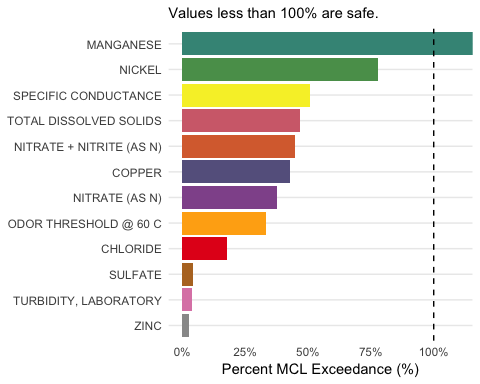 Values less than 100% are safe.
MANGANESE
NICKEL
SPECIFIC CONDUCTANCE
TOTAL DISSOLVED SOLIDS
NITRATE + NITRITE (AS N)
COPPER
NITRATE (AS N)
ODOR THRESHOLD @ 60 C
CHLORIDE
SULFATE
TURBIDITY, LABORATORY
ZINC
0% 25% 50% 75% 100%
Percent MCL Exceedance (%)